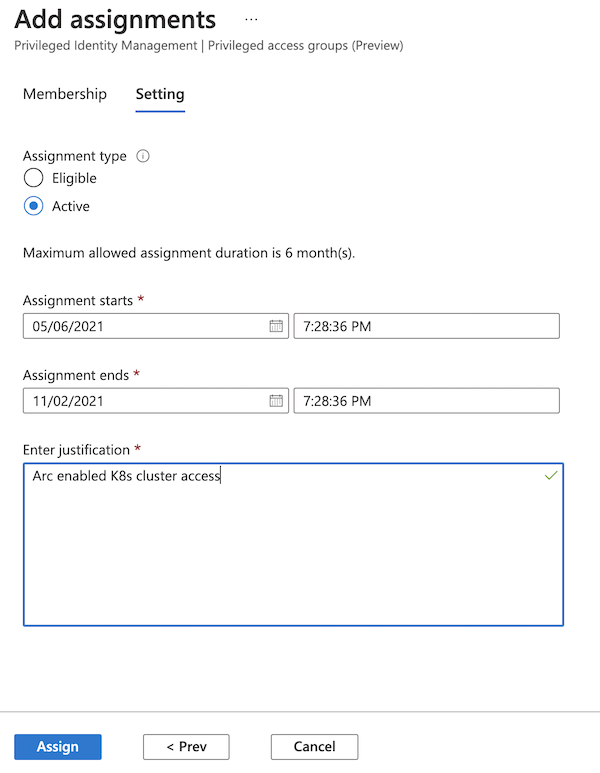 Add assignments ...
Privileged Identity Management | Privileged access groups (Preview)
Membership Setting
Assignment type
Eligible
Active
Maximum allowed assignment duration is 6 month(s).
Assignment starts *
05/06/2021 7:28:36 PM
Assignment ends *
11/02/2021 7:28:36 PM
Enter justification *
Arc enabled K8s cluster access
Assign < Prev Cancel